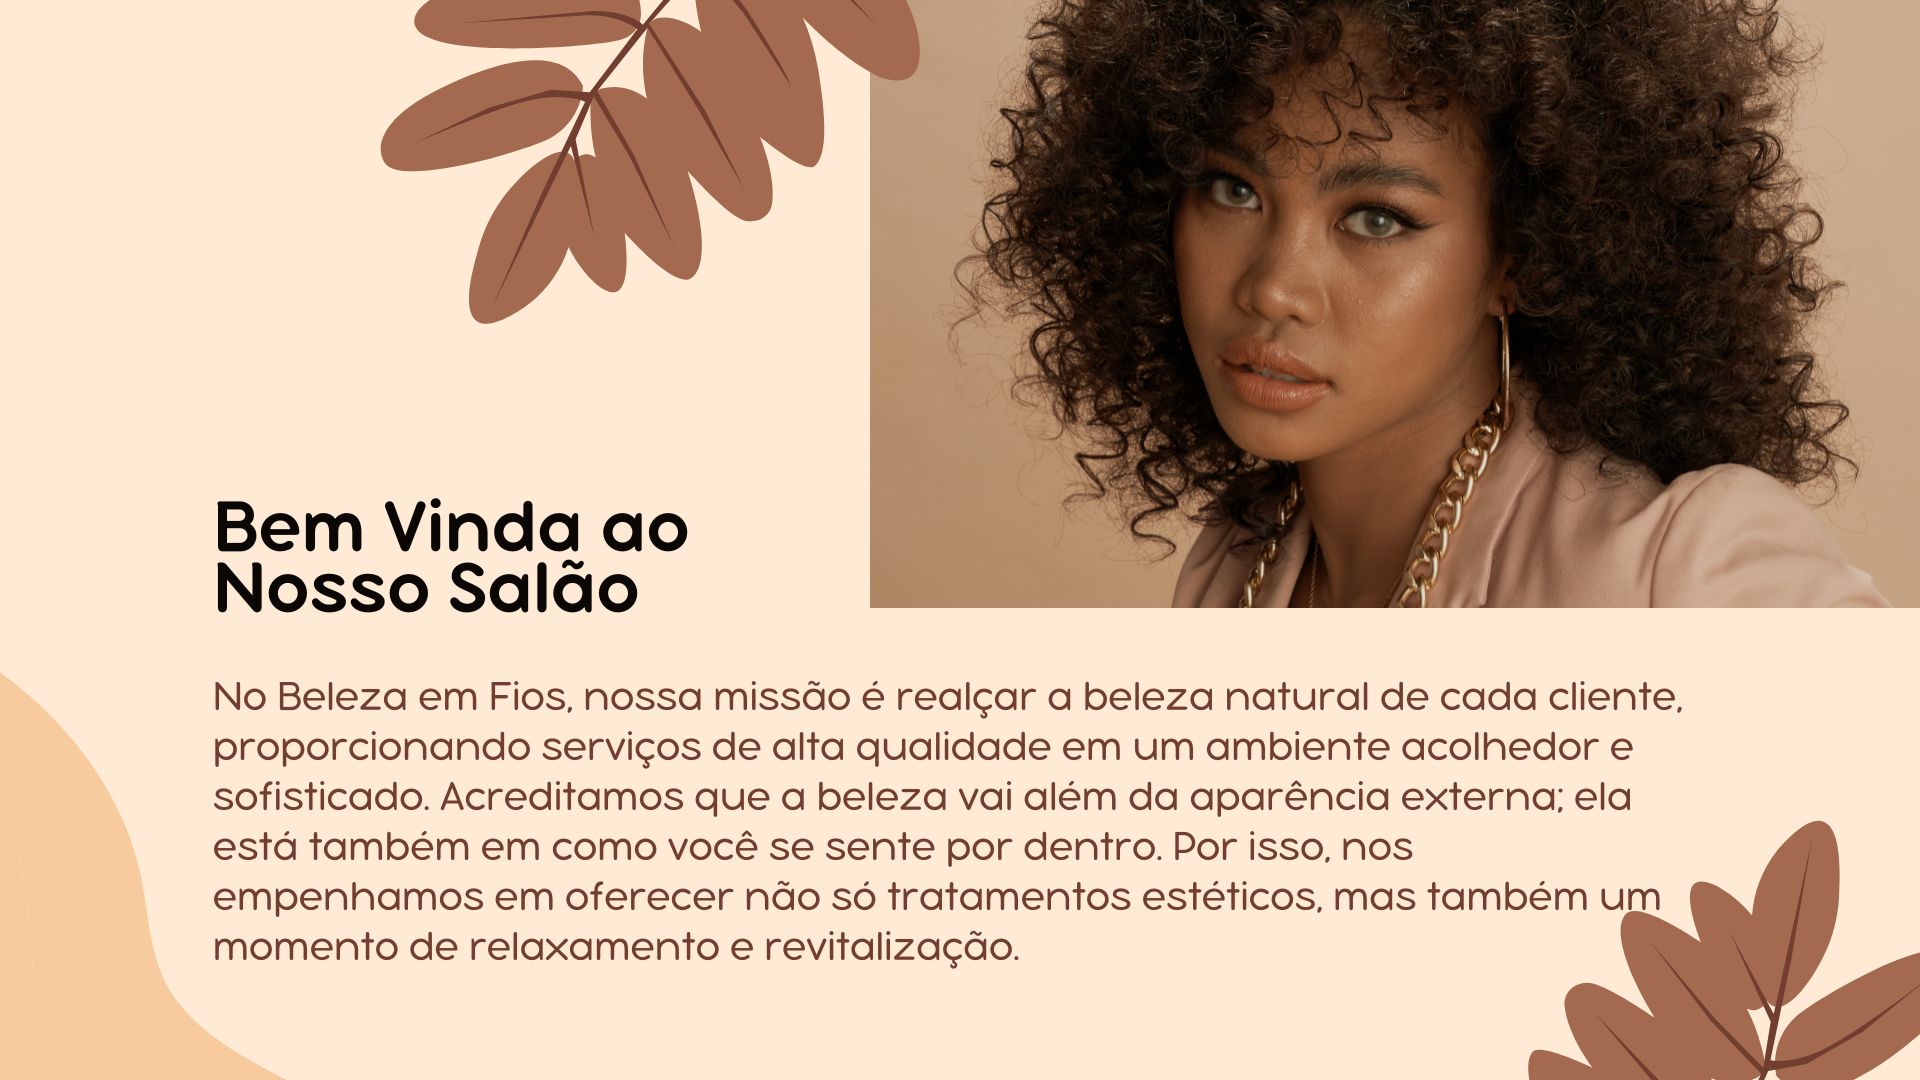 Bem Vinda ao
Nosso Salão
No Beleza em Fios, nossa missão é realçar a beleza natural de cada cliente,
proporcionando serviços de alta qualidade em um ambiente acolhedor e
sofisticado. Acreditamos que a beleza vai além da aparência externa; ela
está também em como você se sente por dentro. Por isso, nos
empenhamos em oferecer não só tratamentos estéticos, mas também um
momento de relaxamento e revitalização.